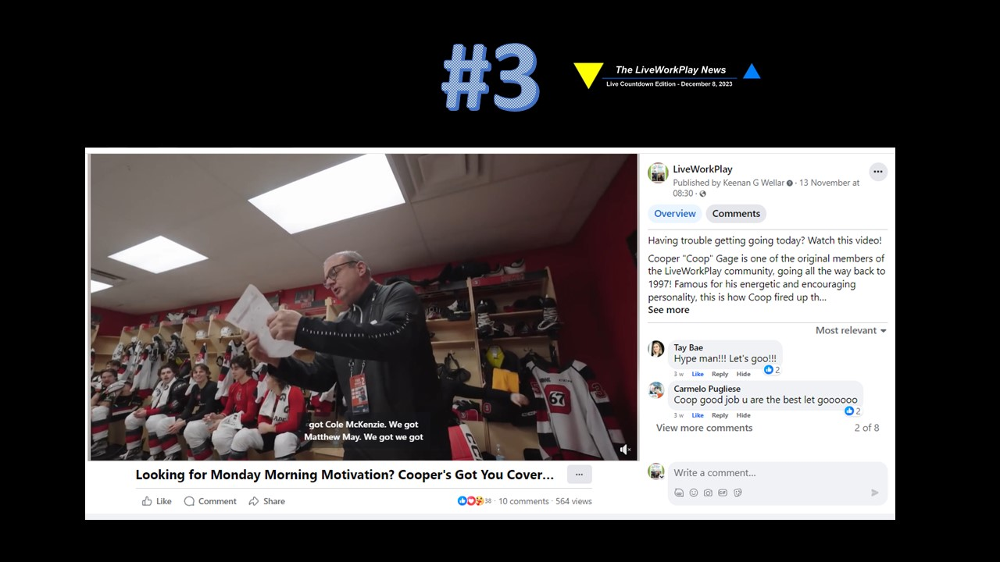 #3
The LiveWorkPlay News
Live Countdown Edition - December 8, 2023
LiveWorkPlay
Published by Keenan G Wellar · 13 November at
08:30 ·
Overview
Comments
Having trouble getting going today? Watch this video!
Cooper "Coop" Gage is one of the original members of
the LiveWorkPlay community, going all the way back to
1997! Famous for his energetic and encouraging
personality, this is how Coop fired up th...
See more
Most relevant
Tay Bae
Hype man!!! Let's goo!!!
2
3 w Like Reply Hide
Carmelo Pugliese
Coop good job u are the best let goooooo
2
3 w Like Reply Hide
View more comments
2 of 8
Write a comment...
GIF
67
got Cole McKenzie. We got
Matthew May. We got we got
Looking for Monday Morning Motivation? Cooper's Got You Cover...
Like Comment Share
38 · 10 comments · 564 views